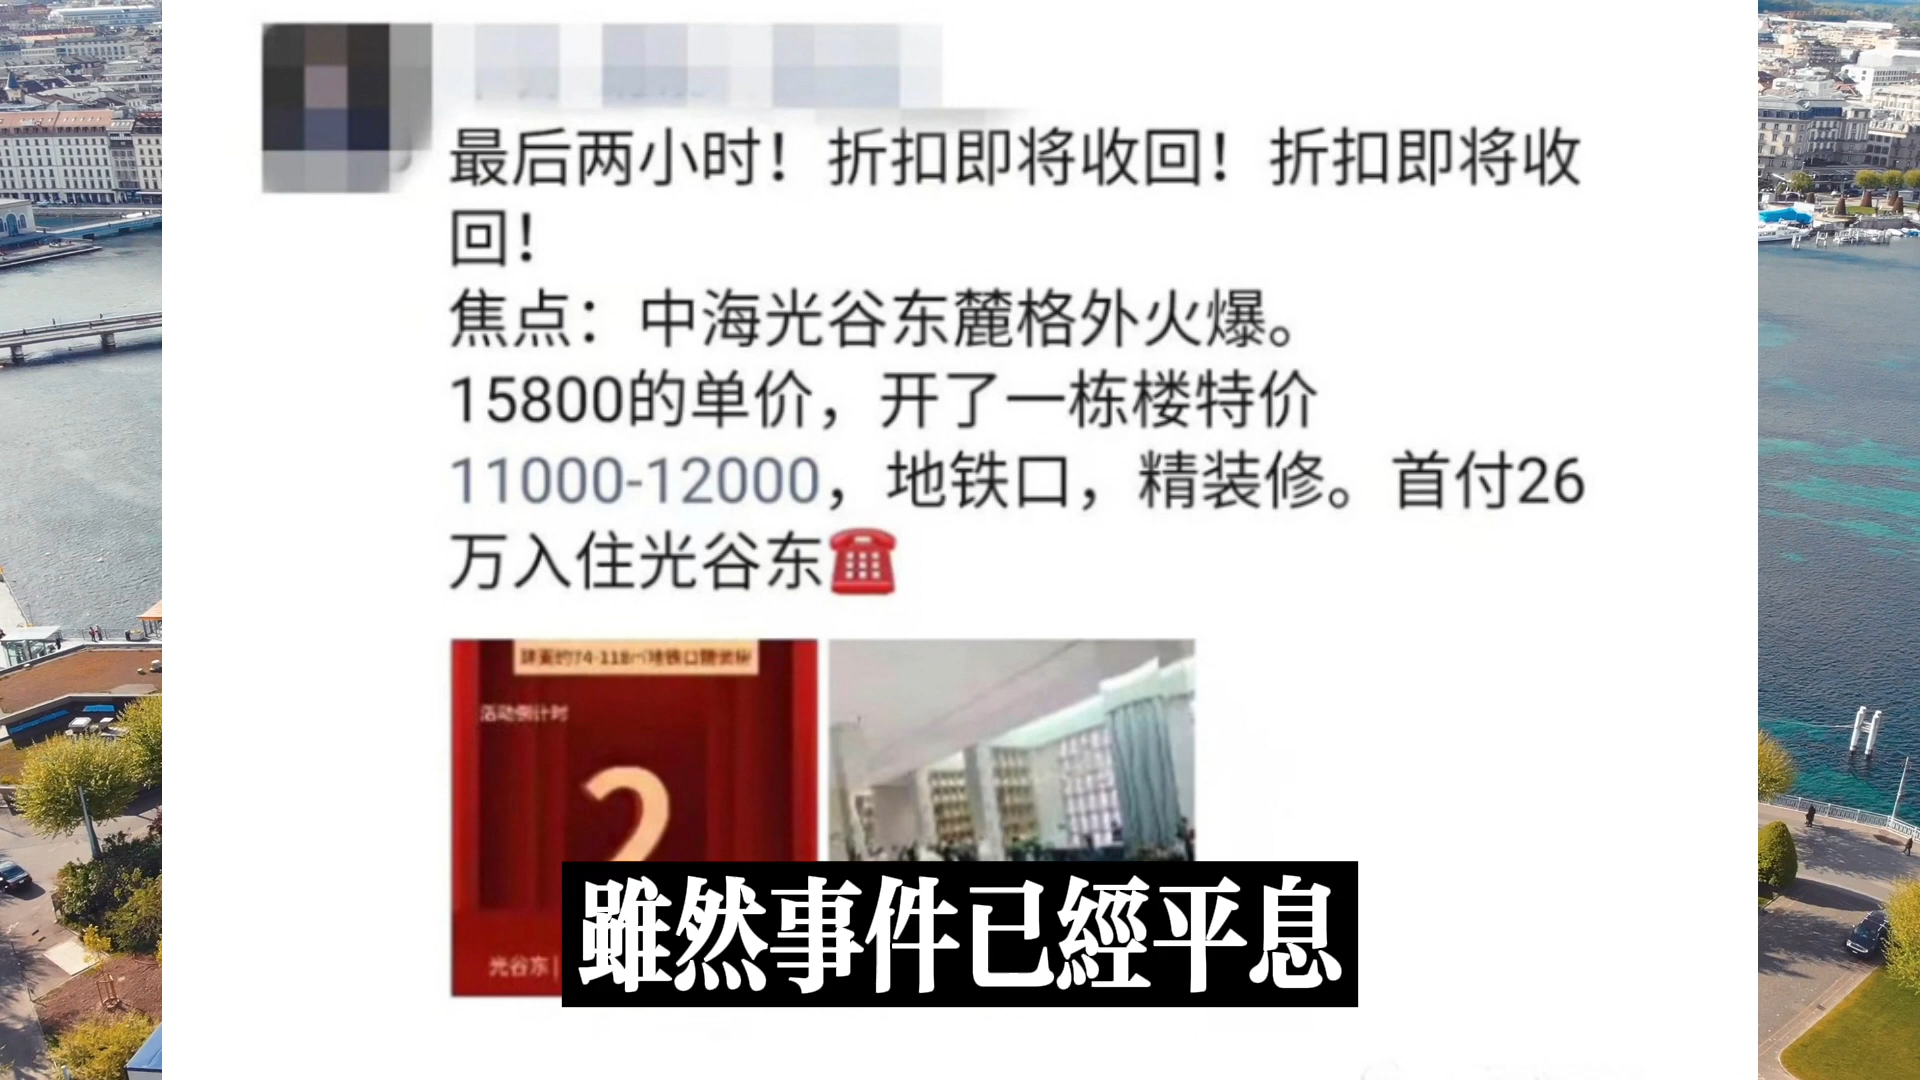 最后两小时！折扣即将收回！折扣即将收
回！
焦点：中海光谷东麓格外火爆。
15800的单价，开了一栋楼特价
11000-12000，地铁口，精装修。首付26
万入住光谷东
活动倒计时
2
光谷东
雖然事件已經平息